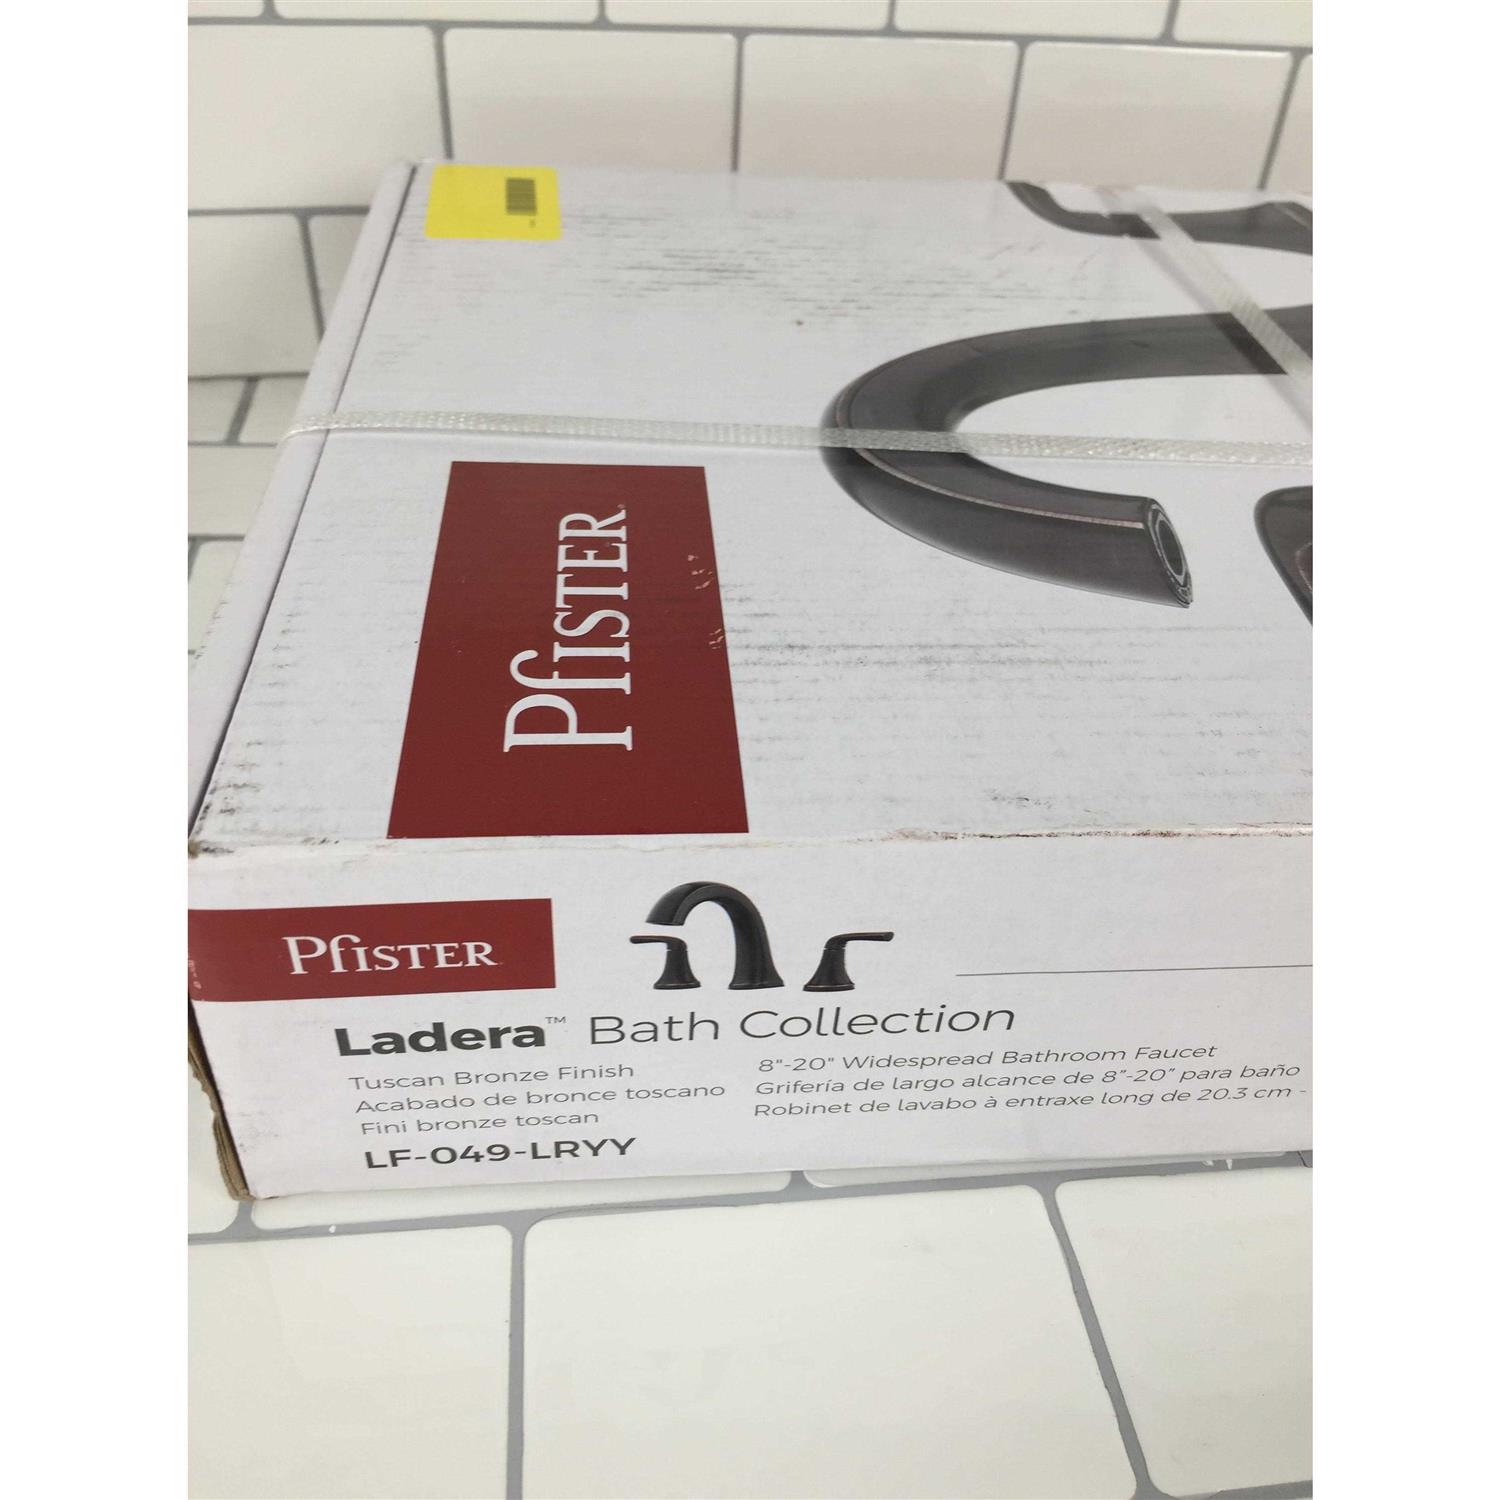 PfISTER
PfISTER
Ladera™ Bath Collection
Tuscan Bronze Finish
Acabado de bronce toscano
Fini bronze toscan
LF-049-LRYY
8"-20" Widespread Bathroom Faucet
Grifería de largo alcance de 8"-20" para baño
Robinet de lavabo à entraxe long de 20.3 cm -